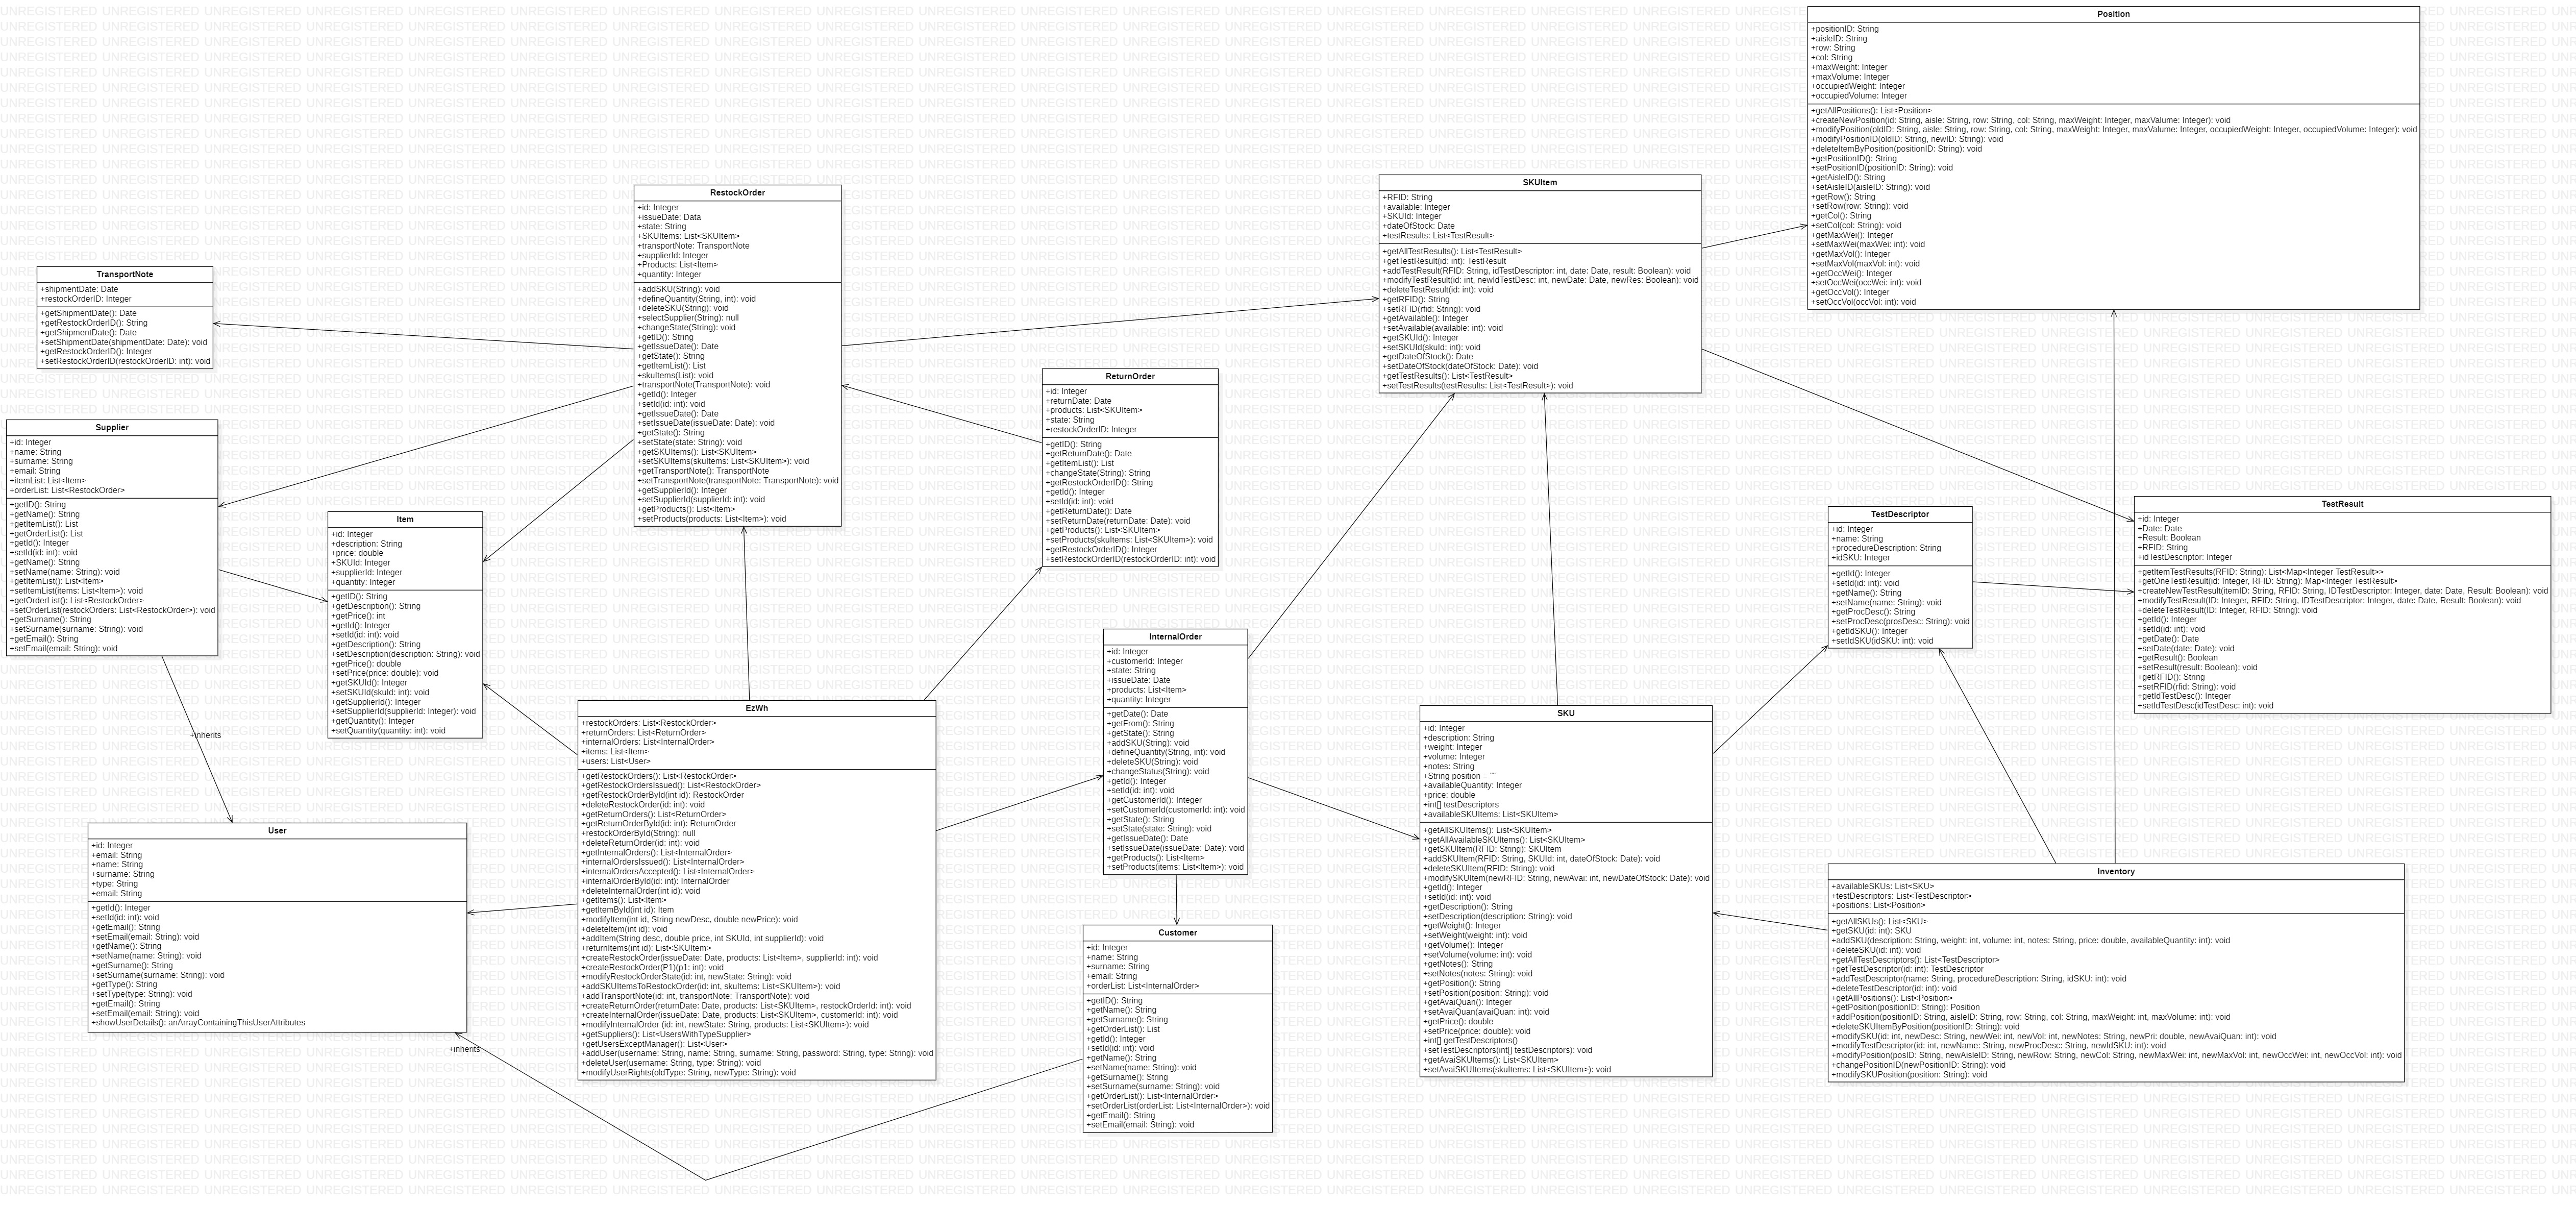 Position
+positionID: String
+aisleID: String
+row: String
+col: String
+maxWeight: Integer
+maxVolume: Integer
+occupiedWeight: Integer
+occupiedVolume: Integer
+getAllPositions(): List<Position>
+createNewPosition(id: String, aisle: String, row: String, col: String, maxWeight: Integer, maxValume: Integer): void
+modifyPosition(oldID: String, aisle: String, row: String, col: String, maxWeight: Integer, maxValume: Integer, occupiedWeight: Integer, occupiedVolume: Integer): void
+modifyPositionID(oldID: String, newID: String): void
+deleteItemByPosition(positionID: String): void
+getPositionID(): String
+setPositionID(positionID: String): void
+getAisleID(): String
+setAisleID(aisleID: String): void
+getRow(): String
+setRow(row: String): void
+getCol(): String
+setCol(col: String): void
+getMaxWei(): Integer
+setMaxWei(maxWei: int): void
+getMaxVol(): Integer
+setMaxVol(maxVol: int): void
+getOccWei(): Integer
+setOccWei(occWei: int): void
+getOccVol(): Integer
+setOccVol(occVol: int): void
SKUItem
+RFID: String
+available: Integer
+SKUId: Integer
+dateOfStock: Date
+testResults: List<TestResult>
+getAllTestResults(): List<TestResult>
+getTestResult(id: int): TestResult
+addTestResult(RFID: String, idTestDescriptor: int, date: Date, result: Boolean): void
+modifyTestResult(id: int, newIdTestDesc: int, newDate: Date, newRes: Boolean): void
+deleteTestResult(id: int): void
+getRFID(): String
+setRFID(rfid: String): void
+getAvailable(): Integer
+setAvailable(available: int): void
+getSKUId(): Integer
+setSKUId(skuId: int): void
+getDateOfStock(): Date
+setDateOfStock(dateOfStock: Date): void
+getTestResults(): List<TestResult>
+setTestResults(testResults: List<TestResult>): void
RestockOrder
+id: Integer
+issueDate: Data
+state: String
+SKUItems: List<SKUItem>
+transportNote: TransportNote
+supplierId: Integer
+Products: List<Item>
+quantity: Integer
+addSKU(String): void
+defineQuantity(String, int): void
+deleteSKU(String): void
+selectSupplier(String): null
+changeState(String): void
+getID(): String
+getIssueDate(): Date
+getState(): String
+getItemList(): List
+skuItems(List): void
+transportNote(TransportNote): void
+getId(): Integer
+setId(id: int): void
+getIssueDate(): Date
+setIssueDate(issueDate: Date): void
+getState(): String
+setState(state: String): void
+getSKUItems(): List<SKUItem>
+setSKUItems(skuItems: List<SKUItem>): void
+getTransportNote(): TransportNote
+setTransportNote(transportNote: TransportNote): void
+getSupplierId(): Integer
+setSupplierId(supplierId: int): void
+getProducts(): List<Item>
+setProducts(products: List<Item>): void
TransportNote
+shipmentDate: Date
+restockOrderID: Integer
+getShipmentDate(): Date
+getRestockOrderID(): String
+getShipmentDate(): Date
+setShipmentDate(shipmentDate: Date): void
+getRestockOrderID(): Integer
+setRestockOrderID(restockOrderID: int): void
ReturnOrder
+id: Integer
+returnDate: Date
+products: List<SKUItem>
+state: String
+restockOrderID: Integer
+getID(): String
+getReturnDate(): Date
+getItemList(): List
+changeState(String): String
+getRestockOrderID(): String
+getId(): Integer
+setId(id: int): void
+getReturnDate(): Date
+setReturnDate(returnDate: Date): void
+getProducts(): List<SKUItem>
+setProducts(skuItems: List<SKUItem>): void
+getRestockOrderID(): Integer
+setRestockOrderID(restockOrderID: int): void
Supplier
+id: Integer
+name: String
+surname: String
+email: String
+itemList: List<Item>
+orderList: List<RestockOrder>
+getID(): String
+getName(): String
+getItemList(): List
+getOrderList(): List
+getId(): Integer
+setId(id: int): void
+getName(): String
+setName(name: String): void
+getItemList(): List<Item>
+setItemList(items: List<Item>): void
+getOrderList(): List<RestockOrder>
+setOrderList(restockOrders: List<RestockOrder>): void
+getSurname(): String
+setSurname(surname: String): void
+getEmail(): String
+setEmail(email: String): void
Item
+id: Integer
+description: String
+price: double
+SKUId: Integer
+supplierId: Integer
+quantity: Integer
+getID(): String
+getDescription(): String
+getPrice(): int
+getId(): Integer
+setId(id: int): void
+getDescription(): String
+setDescription(description: String): void
+getPrice(): double
+setPrice(price: double): void
+getSKUId(): Integer
+setSKUId(skuId: int): void
+getSupplierId(): Integer
+setSupplierId(supplierId: Integer): void
+getQuantity(): Integer
+setQuantity(quantity: int): void
TestDescriptor
+id: Integer
+name: String
+procedureDescription: String
+idSKU: Integer
+getId(): Integer
+setId(id: int): void
+getName(): String
+setName(name: String): void
+getProcDesc(): String
+setProcDesc(prosDesc: String): void
+getIdSKU(): Integer
+setIdSKU(idSKU: int): void
TestResult
+id: Integer
+Date: Date
+Result: Boolean
+RFID: String
+idTestDescriptor: Integer
+getItemTestResults(RFID: String): List<Map<Integer TestResult>>
+getOneTestResult(id: Integer, RFID: String): Map<Integer TestResult>
+createNewTestResult(itemID: String, RFID: String, IDTestDescriptor: Integer, date: Date, Result: Boolean): void
+modifyTestResult(ID: Integer, RFID: String, IDTestDescriptor: Integer, date: Date, Result: Boolean): void
+deleteTestResult(ID: Integer, RFID: String): void
+getId(): Integer
+setId(id: int): void
+getDate(): Date
+setDate(date: Date): void
+getResult(): Boolean
+setResult(result: Boolean): void
+getRFID(): String
+setRFID(rfid: String): void
+getIdTestDesc(): Integer
+setIdTestDesc(idTestDesc: int): void
InternalOrder
+id: Integer
+customerId: Integer
+state: String
+issueDate: Date
+products: List<Item>
+quantity: Integer
+getDate(): Date
+getFrom(): String
+getState(): String
+addSKU(String): void
+defineQuantity(String, int): void
+deleteSKU(String): void
+changeStatus(String): void
+getId(): Integer
+setId(id: int): void
+getCustomerId(): Integer
+setCustomerId(customerId: int): void
+getState(): String
+setState(state: String): void
+getIssueDate(): Date
+setIssueDate(issueDate: Date): void
+getProducts(): List<Item>
+setProducts(items: List<Item>): void
EzWh
+restockOrders: List<RestockOrder>
+returnOrders: List<ReturnOrder>
+internalOrders: List<InternalOrder>
+items: List<Item>
+users: List<User>
+getRestockOrders(): List<RestockOrder>
+getRestockOrdersIssued(): List<RestockOrder>
+getRestockOrderById(int id): RestockOrder
+deleteRestockOrder(id: int): void
+getReturnOrders(): List<ReturnOrder>
+getReturnOrderById(id: int): ReturnOrder
+restockOrderById(String): null
+deleteReturnOrder(id: int): void
+getInternalOrders(): List<InternalOrder>
+internalOrdersIssued(): List<InternalOrder>
+internalOrdersAccepted(): List<InternalOrder>
+internalOrderById(id: int): InternalOrder
+deleteInternalOrder(int id): void
+getItems(): List<Item>
+getItemById(int id): Item
+modifyItem(int id, String newDesc, double newPrice): void
+deleteItem(int id): void
+addItem(String desc, double price, int SKUId, int supplierId): void
+returnItems(int id): List<SKUItem>
+createRestockOrder(issueDate: Date, products: List<Item>, supplierId: int): void
+createRestockOrder(P1)(p1: int): void
+modifyRestockOrderState(id: int, newState: String): void
+addSKUItemsToRestockOrder(id: int, skuItems: List<SKUItem>): void
+addTransportNote(id: int, transportNote: TransportNote): void
+createReturnOrder(returnDate: Date, products: List<SKUItem>, restockOrderId: int): void
+createInternalOrder(issueDate: Date, products: List<SKUItem>, customerId: int): void
+modifyInternalOrder (id: int, newState: String, products: List<SKUItem>): void
+getSuppliers(): List<UsersWithTypeSupplier>
+getUsersExceptManager(): List<User>
+addUser(username: String, name: String, surname: String, password: String, type: String): void
+deleteUser(username: String, type: String): void
+modifyUserRights(oldType: String, newType: String): void
SKU
+id: Integer
+description: String
+weight: Integer
+volume: Integer
+notes: String
+String position = ""
+availableQuantity: Integer
+price: double
+int[] testDescriptors
+availableSKUItems: List<SKUItem>
+getAllSKUItems(): List<SKUItem>
+getAllAvailableSKUItems(): List<SKUItem>
+getSKUItem(RFID: String): SKUItem
+addSKUItem(RFID: String, SKUId: int, dateOfStock: Date): void
+deleteSKUItem(RFID: String): void
+modifySKUItem(newRFID: String, newAvai: int, newDateOfStock: Date): void
+getId(): Integer
+setId(id: int): void
+getDescription(): String
+setDescription(description: String): void
+getWeight(): Integer
+setWeight(weight: int): void
+getVolume(): Integer
+setVolume(volume: int): void
+getNotes(): String
+setNotes(notes: String): void
+getPosition(): String
+setPosition(position: String): void
+getAvaiQuan(): Integer
+setAvaiQuan(avaiQuan: int): void
+getPrice(): double
+setPrice(price: double): void
+int[] getTestDescriptors()
+setTestDescriptors(int[] testDescriptors): void
+getAvaiSKUItems(): List<SKUItem>
+setAvaiSKUItems(skuItems: List<SKUItem>): void
+inherits
User
+id: Integer
+email: String
+name: String
+surname: String
+type: String
+email: String
+getId(): Integer
+setId(id: int): void
+getEmail(): String
+setEmail(email: String): void
+getName(): String
+setName(name: String): void
+getSurname(): String
+setSurname(surname: String): void
+getType(): String
+setType(type: String): void
+getEmail(): String
+setEmail(email: String): void
+showUserDetails(): anArrayContainingThisUserAttributes
+inherits
Inventory
+availableSKUs: List<SKU>
+testDescriptors: List<TestDescriptor>
+positions: List<Position>
+getAllSKUs(): List<SKU>
+getSKU(id: int): SKU
+addSKU(description: String, weight: int, volume: int, notes: String, price: double, availableQuantity: int): void
+deleteSKU(id: int): void
+getAllTestDescriptors(): List<TestDescriptor>
+getTestDescriptor(id: int): TestDescriptor
+addTestDescriptor(name: String, procedureDescription: String, idSKU: int): void
+deleteTestDescriptor(id: int): void
+getAllPositions(): List<Position>
+getPosition(positionID: String): Position
+addPosition(positionID: String, aisleID: String, row: String, col: String, maxWeight: int, maxVolume: int): void
+deleteSKUItemByPosition(positionID: String): void
+modifySKU(id: int, newDesc: String, newWei: int, newVol: int, newNotes: String, newPri: double, newAvaiQuan: int): void
+modifyTestDescriptor(id: int, newName: String, newProcDesc: String, newIdSKU: int): void
+modifyPosition(posID: String, newAisleID: String, newRow: String, newCol: String, newMaxWei: int, newMaxVol: int, newOccWei: int, newOccVol: int): void
+changePositionID(newPositionID: String): void
+modifySKUPosition(position: String): void
Customer
+id: Integer
+name: String
+surname: String
+email: String
+orderList: List<InternalOrder>
+getID(): String
+getName(): String
+getSurname(): String
+getOrderList(): List
+getId(): Integer
+setId(id: int): void
+getName(): String
+setName(name: String): void
+getSurname(): String
+setSurname(surname: String): void
+getOrderList(): List<InternalOrder>
+setOrderList(orderList: List<InternalOrder>): void
+getEmail(): String
+setEmail(email: String): void